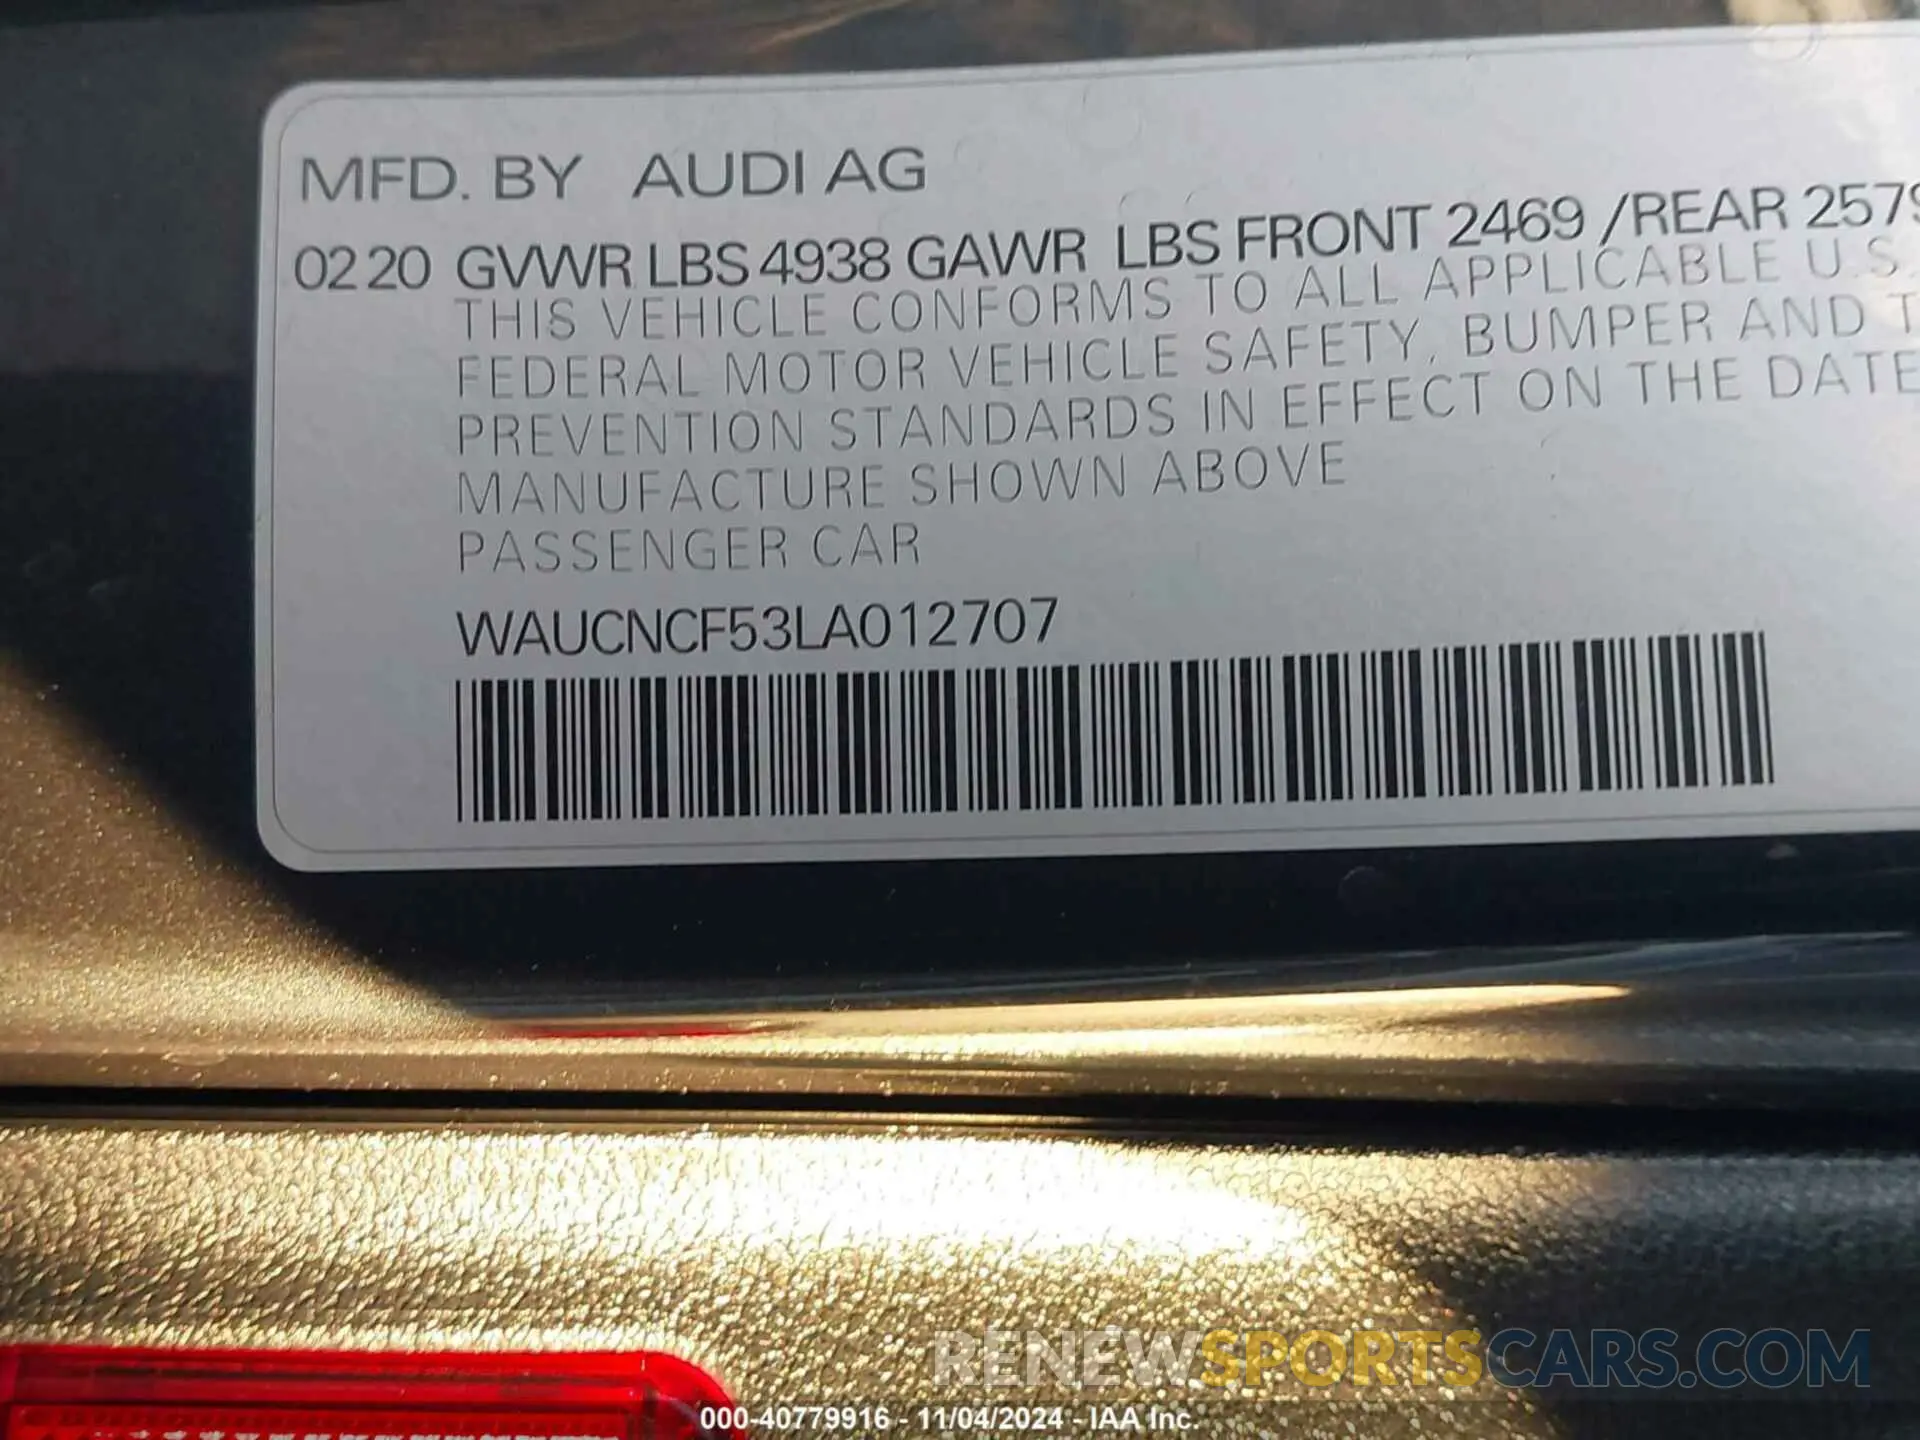 MFD. BY AUDI AG
02 20 GVWR LBS 4938 GAWR LBS FRONT 2469 /REAR 2579
THIS VEHICLE CONFORMS TO ALL APPLICABLE U.S.
FEDERAL MOTOR VEHICLE SAFETY, BUMPER AND T
PREVENTION STANDARDS IN EFFECT ON THE DATE
MANUFACTURE SHOWN ABOVE
PASSENGER CAR
WAUCNCF53LA012707
RENEWSPORTSCARS.COM
000-40779916 - 11/04/2024 - IAA Inc.